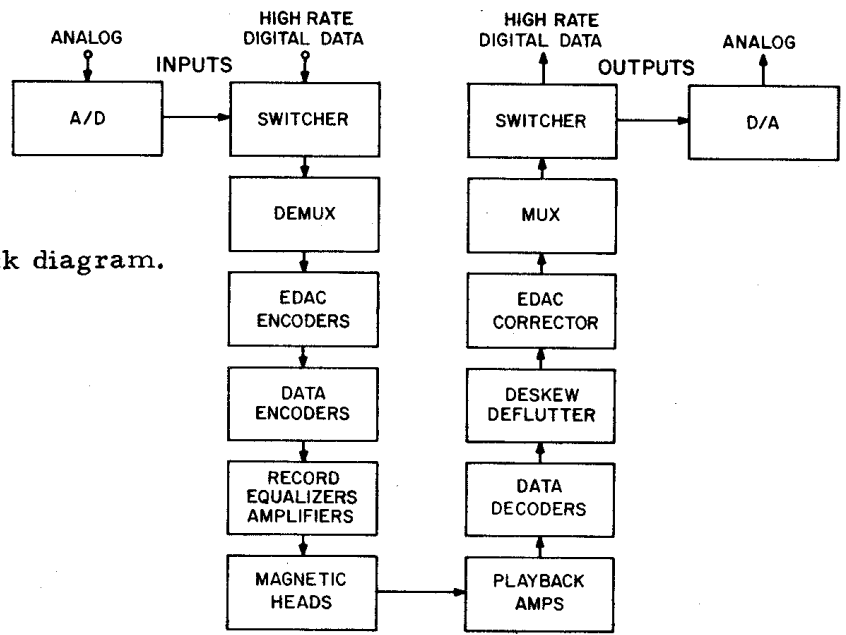 ANALOG
INPUTS
HIGH RATE
DIGITAL DATA
A/D
SWITCHER
DEMUX
EDAC
ENCODERS
DATA
ENCODERS
RECORD
EQUALIZERS
AMPLIFIERS
MAGNETIC
HEADS
HIGH RATE
DIGITAL DATA
OUTPUTS
ANALOG
SWITCHER
D/A
MUX
EDAC
CORRECTOR
DESKEW
DEFLUTTER
DATA
DECODERS
PLAYBACK
AMPS
k diagram.